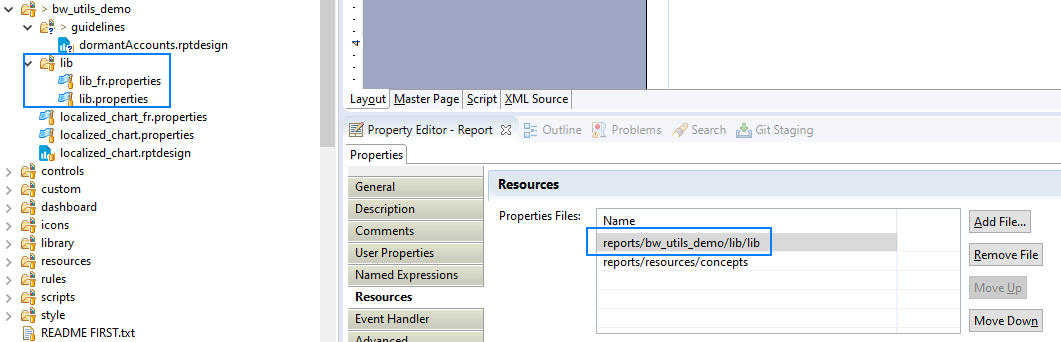 > bw_utils_demo
> guidelines
dormantAccounts.rptdesign
lib
lib_fr.properties
lib.properties
localized_chart_fr.properties
localized_chart.properties
localized_chart.rptdesign
controls
custom
dashboard
icons
library
resources
rules
scripts
style
README FIRST.txt
4
Layout Master Page Script XML Source
Property Editor - Report Outline Problems Search Git Staging
Properties
General
Description
Comments
User Properties
Named Expressions
Resources
Event Handler
Advanced
Resources
Properties Files:
Name
reports/bw_utils_demo/lib/lib
reports/resources/concepts
Add File...
Remove File
Move Up
Move Down